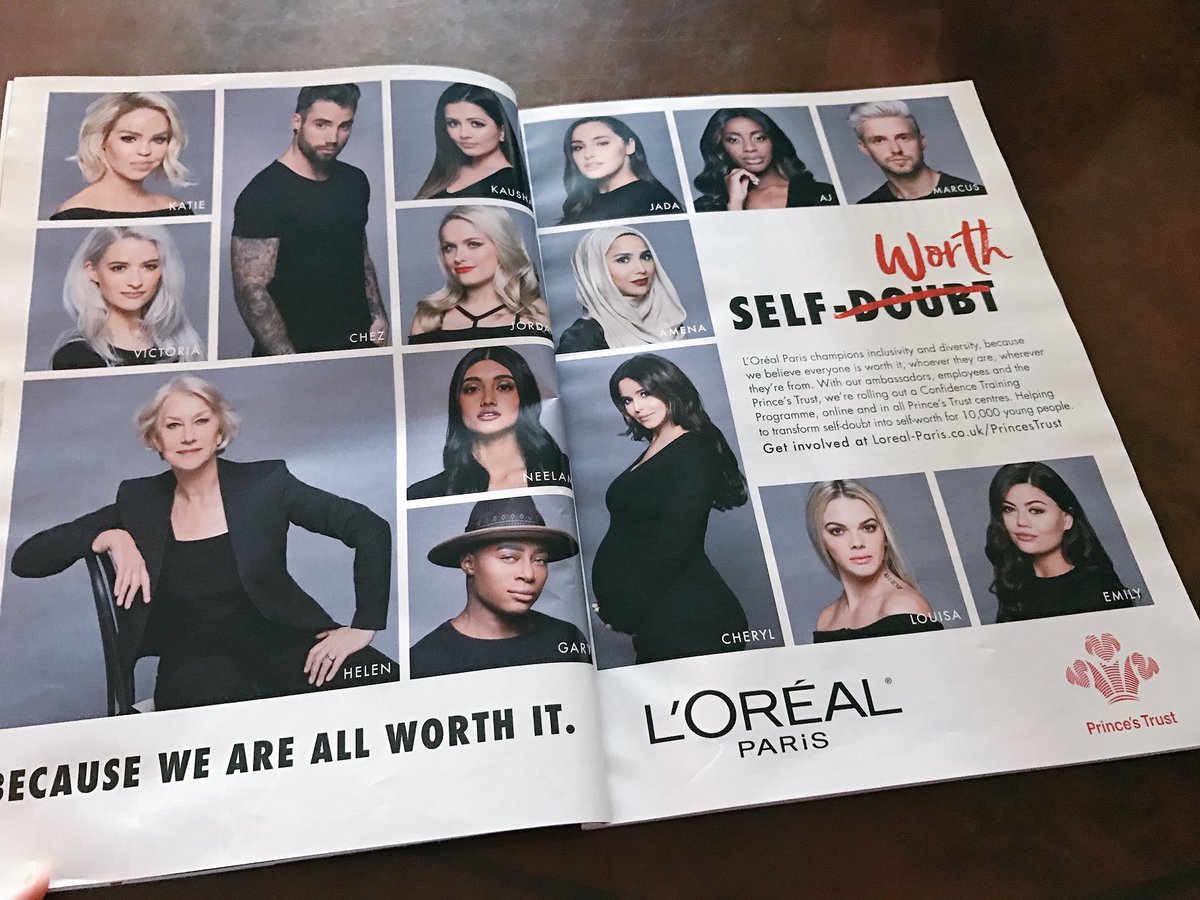 KATIE
CHEZ
VICTORIA
HELEN
GARY
JADA
AJ
MARCUS
AMENA
Worth
SELF-DOUBT
L'Oréal Paris champions inclusivity and diversity, because
we believe everyone is worth it, whoever they are, wherever
they're from. With our ambassadors, employees and the
Prince's Trust, we're rolling out a Confidence Training
Programme, online and in all Prince's Trust centres. Helping
to transform self-doubt into self-worth for 10,000 young people.
Get involved at Loreal-Paris.co.uk/PrincesTrust
CHERYL
LOUISA
EMILY
BECAUSE WE ARE ALL WORTH IT.
L'ORÉAL®
PARiS
Prince's Trust